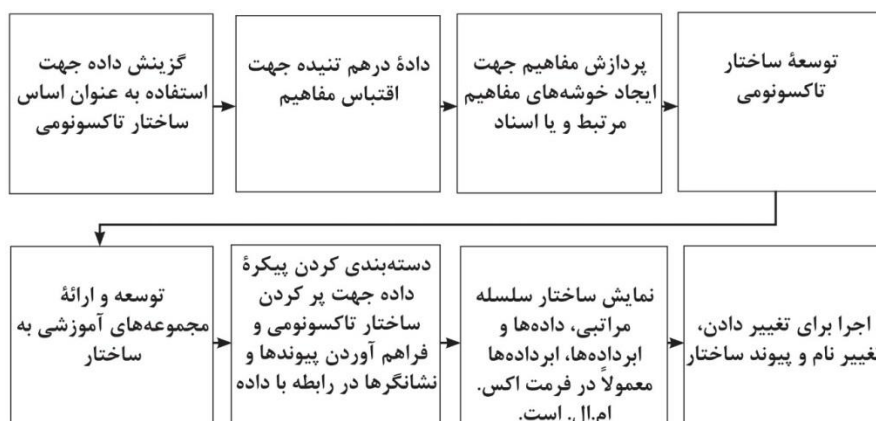 گزینش داده جهت
استفاده به عنوان اساس
ساختار تاکسونومی
دادهٔ درهم تنیده جهت
اقتباس مفاهیم
پردازش مفاهیم جهت
ایجاد خوشه‌های مفاهیم
مرتبط و یا اسناد
توسعهٔ ساختار
تاکسونومی
توسعه و ارائهٔ
مجموعه‌های آموزشی به
ساختار
دسته‌بندی کردن پیکرهٔ
داده جهت پر کردن
ساختار تاکسونومی و
فراهم آوردن پیوندها و
نشانگرها در رابطه با داده
نمایش ساختار سلسله
مراتبی، داده‌ها و
ابرداده‌ها، ابرداده‌ها
معمولاً در فرمت اکس.
ام.ال. است.
اجرا برای تغییر دادن،
تغییر نام و پیوند ساختار